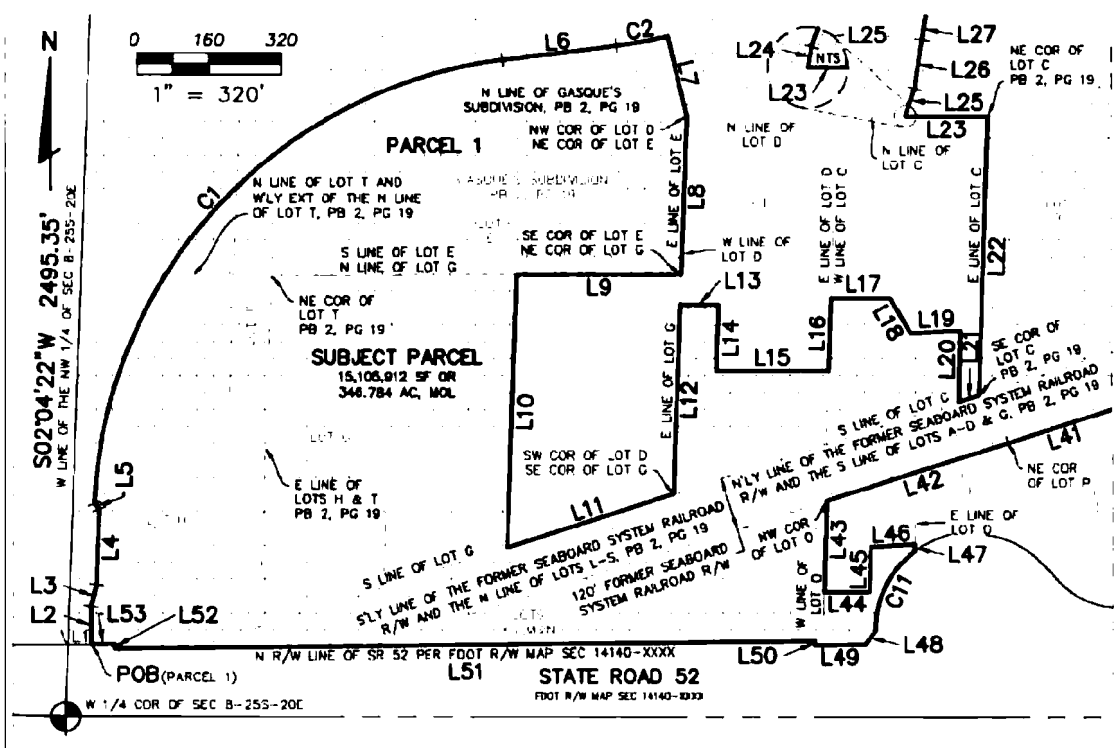 N
0 160 320
1" = 320'
L6
C2
L7
L24
L25
NTS
L23
L27
L26
L25
L23
NE COR OF
LOT C
PB 2, PG 19
N LINE OF GASQUE'S
SUBDIVISION, PB 2, PG 19
NW COR OF LOT D
NE COR OF LOT E
PARCEL 1
N LINE OF
LOT D
N LINE OF
LOT C
C1
N LINE OF LOT T AND
W'LY EXT OF THE N LINE
OF LOT T, PB 2, PG 19
GASQUE'S SUBDIVISION
PB 2, PG 19
E LINE OF LOT E
L8
E LINE OF LOT D
W LINE OF LOT C
E LINE OF LOT C
L22
SE COR OF LOT E
NE COR OF LOT G
W LINE OF
LOT D
S LINE OF LOT E
N LINE OF LOT G
L9
L13
L17
NE COR OF
LOT T
PB 2, PG 19
SUBJECT PARCEL
15,105,912 SF OR
346.784 AC, MOL
S02°04'22"W 2495.35'
W LINE OF THE NW 1/4 OF SEC 8-25S-20E
L14
L15
L16
L18
L19
L20
L21
SE COR OF
LOT C
PB 2, PG 19
L10
E LINE OF LOT G
L12
LOT G
S LINE OF LOT C
N'LY LINE OF THE FORMER SEABOARD SYSTEM RAILROAD
R/W AND THE S LINE OF LOTS A-D & G, PB 2, PG 19
L41
L42
NE COR
OF LOT P
SW COR OF LOT D
SE COR OF LOT G
L5
E LINE OF
LOTS H & T
PB 2, PG 19
L11
L4
NW COR
OF LOT O
L43
L46
E LINE OF
LOT O
L47
L45
L44
C11
S LINE OF LOT G
S'LY LINE OF THE FORMER SEABOARD SYSTEM RAILROAD
R/W AND THE N LINE OF LOTS L-S, PB 2, PG 19
120' FORMER SEABOARD
SYSTEM RAILROAD R/W
W LINE OF
LOT O
L3
L2
L53
L52
L1
LOTS
L48
L50
L49
N R/W LINE OF SR 52 PER FDOT R/W MAP SEC 14140-XXXX
L51
POB (PARCEL 1)
STATE ROAD 52
FDOT R/W MAP SEC 14140-XXXX
W 1/4 COR OF SEC 8-25S-20E